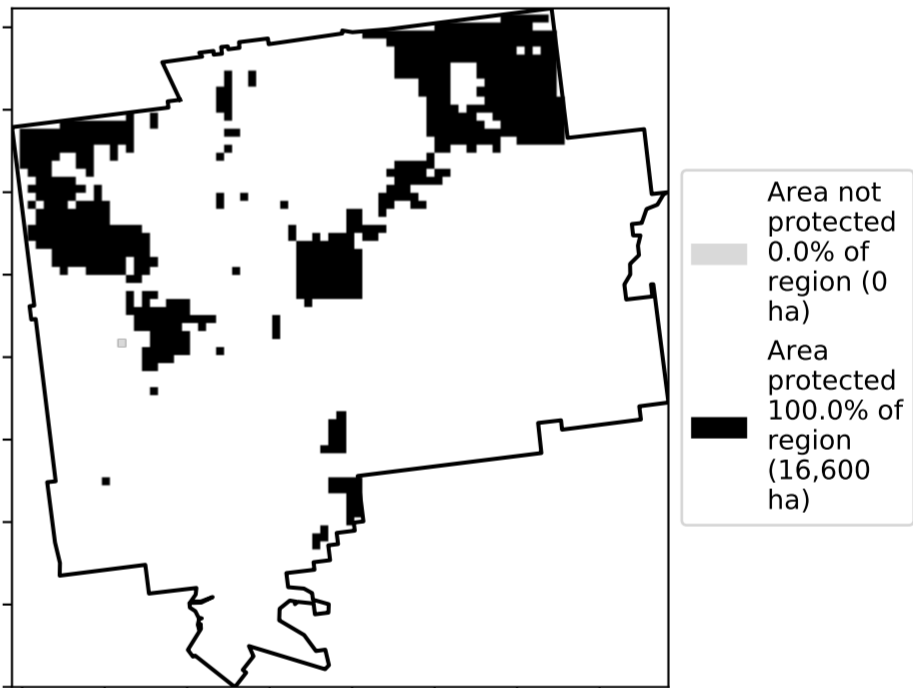 Area not
protected
0.0% of
region (0
ha)
Area
protected
100.0% of
region
(16,600
ha)